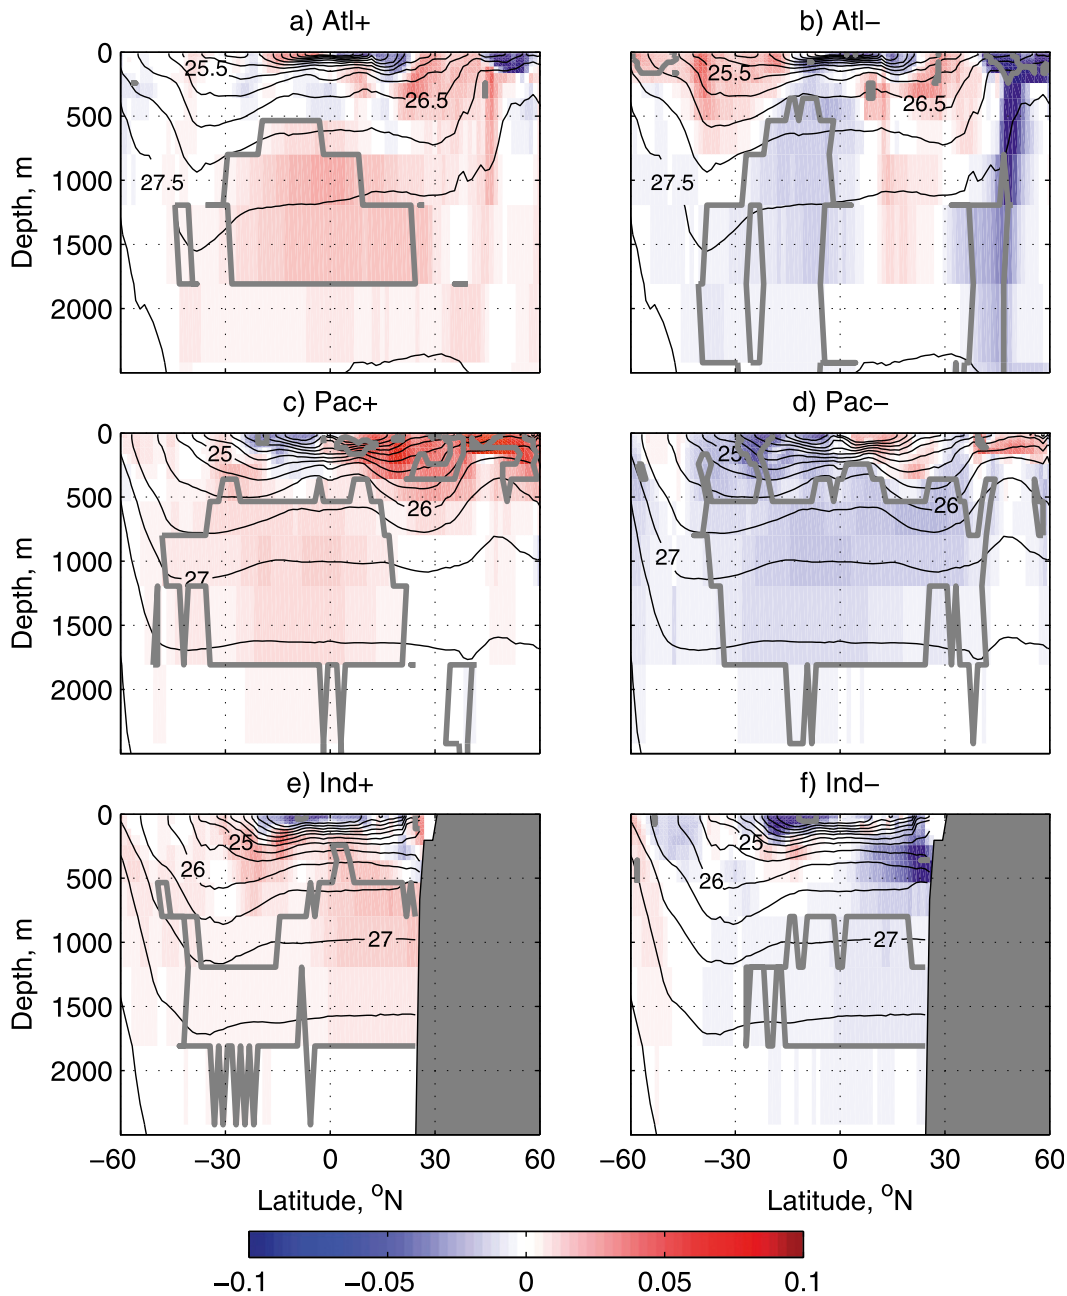 a) Atl+
b) Atl−
0
500
1000
1500
2000
Depth, m
25.5
26.5
27.5
25.5
26.5
27.5
c) Pac+
d) Pac−
0
500
1000
1500
2000
Depth, m
25
26
27
25
26
27
e) Ind+
f) Ind−
0
500
1000
1500
2000
Depth, m
25
26
27
25
26
27
−60 −30 0 30 60
−60 −30 0 30 60
Latitude, °N
Latitude, °N
−0.1 −0.05 0 0.05 0.1